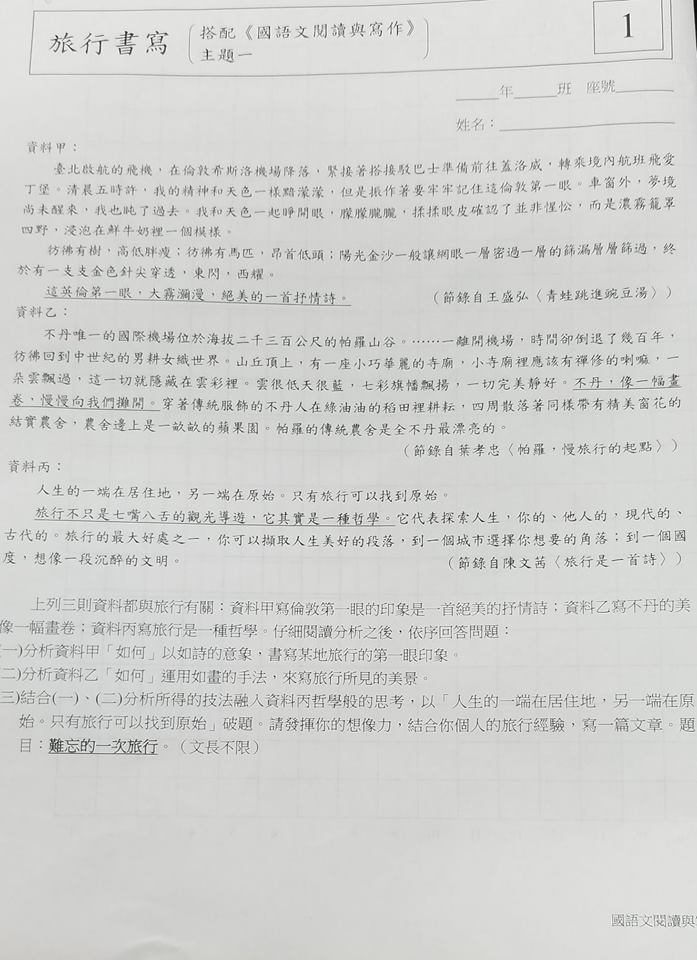 旅行書寫
搭配《國語文閱讀與寫作》
主題一
1
年 班 座號
姓名：
資料甲：
臺北啟航的飛機，在倫敦希斯洛機場降落，緊接著搭接駁巴士準備前往蓋洛威，轉乘境內航班飛愛
丁堡。清晨五時許，我的精神和天色一樣黯濛濛，但是振作著要牢牢記住這倫敦第一眼。車窗外，夢境
尚未醒來，我也盹了過去。我和天色一起睜開眼，朦朦朧朧，揉揉眼皮確認了並非惺忪，而是濃霧籠罩
四野，浸泡在鮮牛奶裡一個模樣。
彷彿有樹，高低胖瘦；彷彿有馬匹，昂首低頭；陽光金沙一般讓網眼一層密過一層的篩漏層層篩過，終
於有一支支金色針尖穿透，東閃，西耀。
這英倫第一眼，大霧瀰漫，絕美的一首抒情詩。 （節錄自王盛弘〈青蛙跳進豌豆湯〉）
資料乙：
不丹唯一的國際機場位於海拔二千三百公尺的帕羅山谷。……一離開機場，時間卻倒退了幾百年，
彷彿回到中世紀的男耕女織世界。山丘頂上，有一座小巧華麗的寺廟，小寺廟裡應該有禪修的喇嘛，一
朵雲飄過，這一切就隱藏在雲彩裡。雲很低天很藍，七彩旗幡飄揚，一切完美靜好。不丹，像一幅畫
卷，慢慢向我們攤開。穿著傳統服飾的不丹人在綠油油的稻田裡耕耘，四周散落著同樣帶有精美窗花的
結實農舍，農舍邊上是一畝畝的蘋果園。帕羅的傳統農舍是全不丹最漂亮的。
（節錄自葉孝忠〈帕羅，慢旅行的起點〉）
資料丙：
人生的一端在居住地，另一端在原始。只有旅行可以找到原始。
旅行不只是七嘴八舌的觀光導遊，它其實是一種哲學。它代表探索人生，你的、他人的，現代的、
古代的。旅行的最大好處之一，你可以擷取人生美好的段落，到一個城市選擇你想要的角落；到一個國
度，想像一段沉醉的文明。 （節錄自陳文茜〈旅行是一首詩〉）
上列三則資料都與旅行有關：資料甲寫倫敦第一眼的印象是一首絕美的抒情詩；資料乙寫不丹的美
像一幅畫卷；資料丙寫旅行是一種哲學。仔細閱讀分析之後，依序回答問題：
(一)分析資料甲「如何」以如詩的意象，書寫某地旅行的第一眼印象。
(二)分析資料乙「如何」運用如畫的手法，來寫旅行所見的美景。
(三)結合(一)、(二)分析所得的技法融入資料丙哲學般的思考，以「人生的一端在居住地，另一端在原
始。只有旅行可以找到原始」破題。請發揮你的想像力，結合你個人的旅行經驗，寫一篇文章。題
目：難忘的一次旅行。（文長不限）
國語文閱讀與